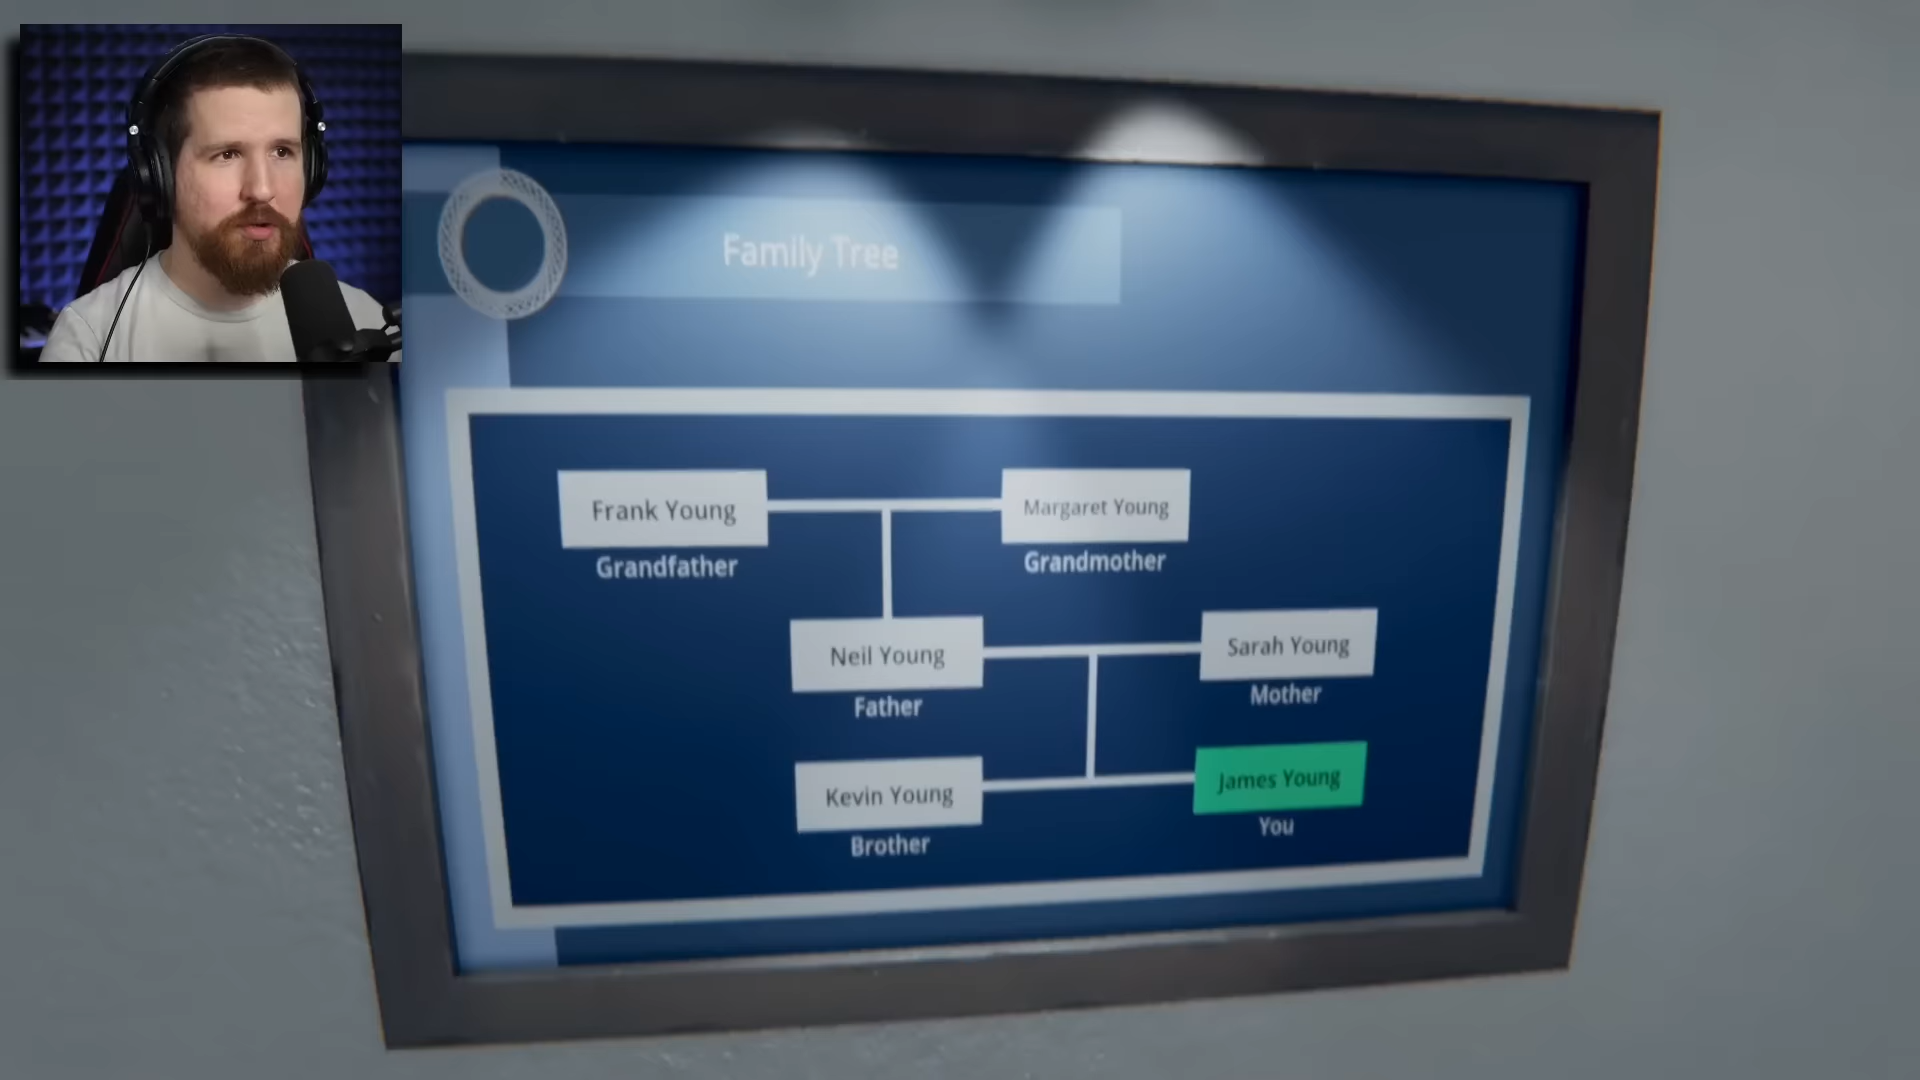 Family Tree
Frank Young
Grandfather
Margaret Young
Grandmother
Neil Young
Father
Sarah Young
Mother
Kevin Young
Brother
James Young
You